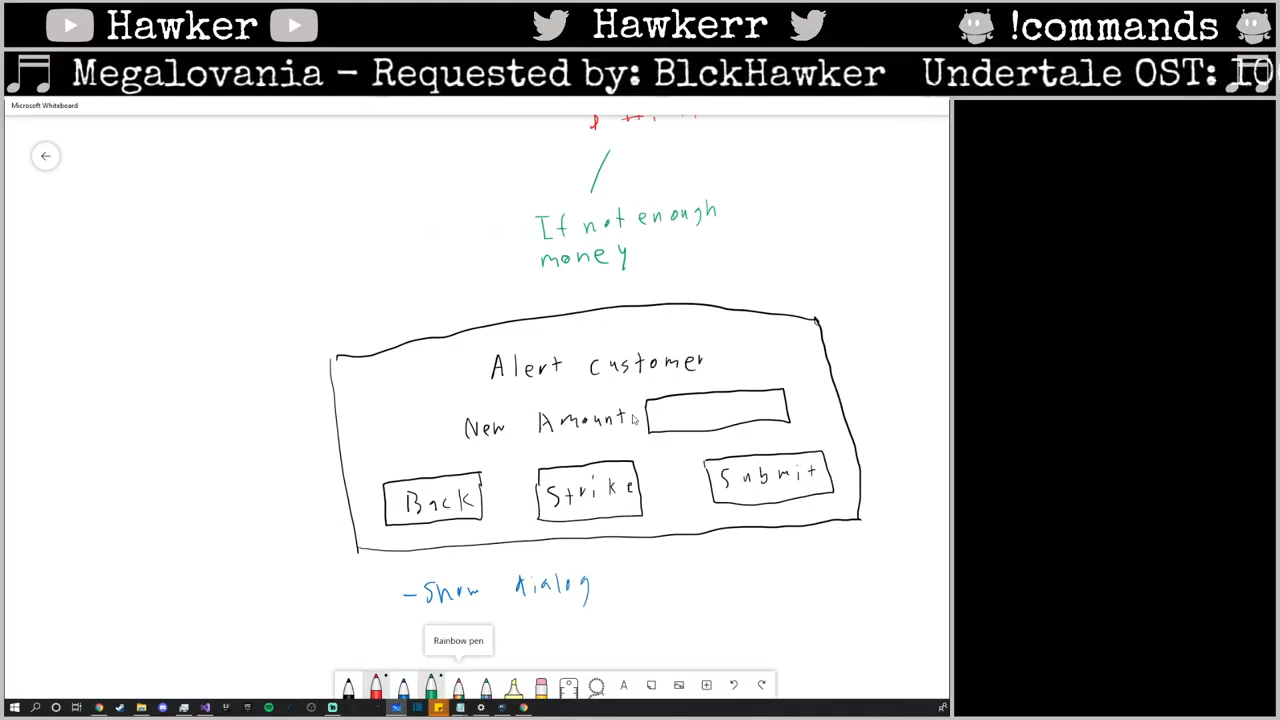 Hawker
Hawkerr
!commands
Megalovania - Requested by: BlckHawker Undertale OST:
Microsoft Whiteboard
If not enough
money
Alert customer
New Amount
Back
Strike
Submit
- Show dialog
Rainbow pen